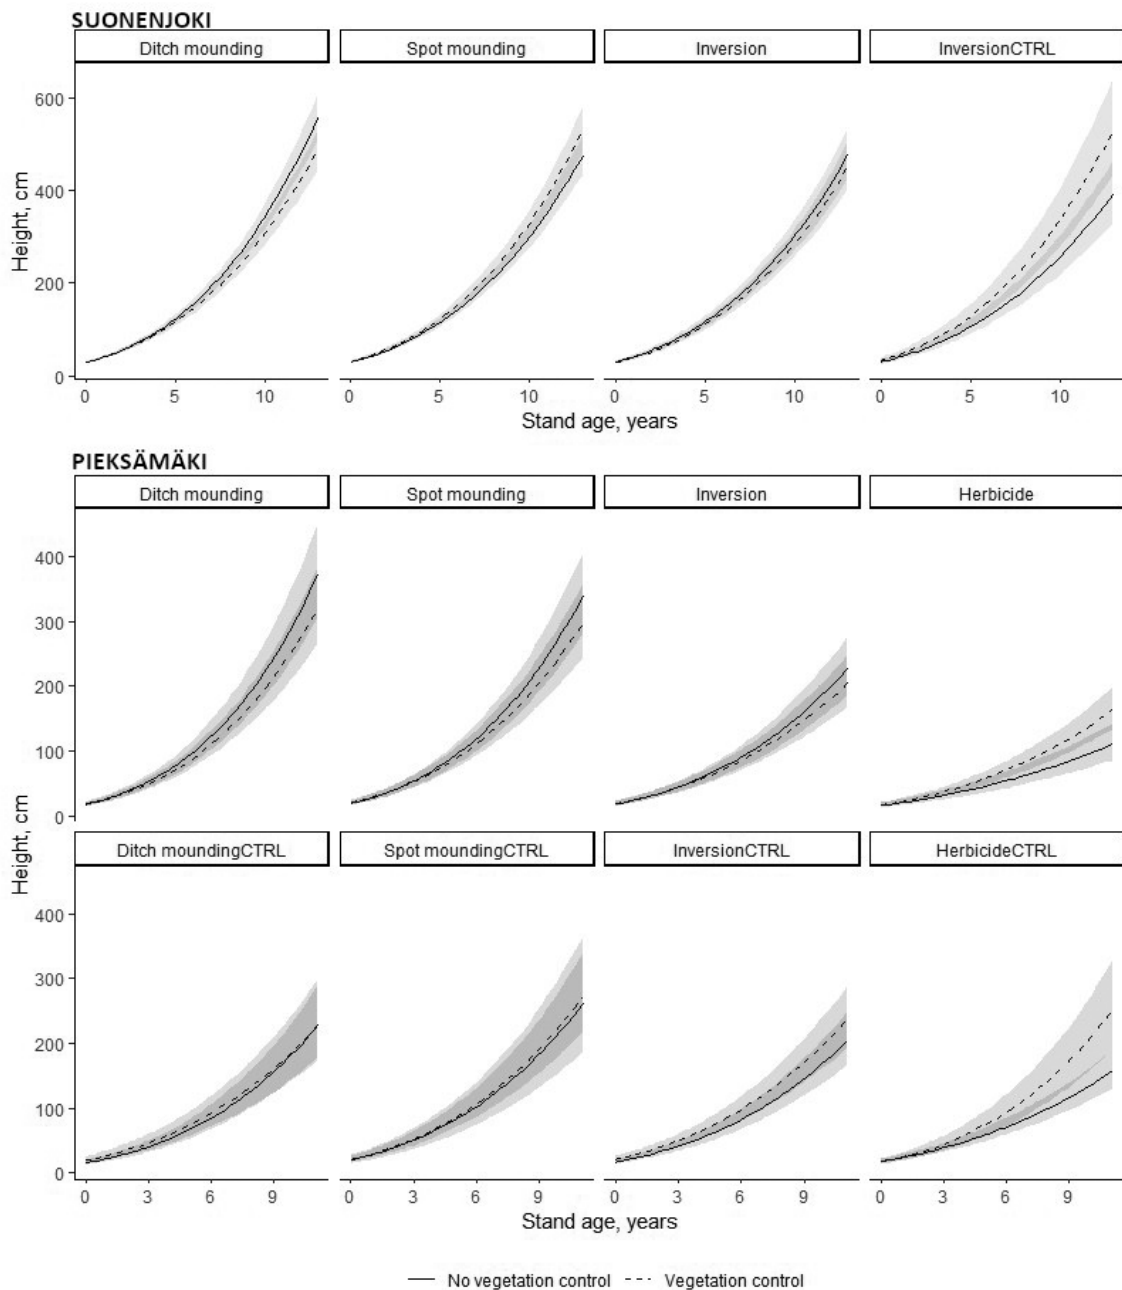 SUONENJOKI
Ditch mounding Spot mounding Inversion InversionCTRL
600
400
200
0
Height, cm
0 5 10 0 5 10 0 5 10 0 5 10
Stand age, years
PIEKSÄMÄKI
Ditch mounding Spot mounding Inversion Herbicide
400
300
200
100
0
Height, cm
Ditch moundingCTRL Spot moundingCTRL InversionCTRL HerbicideCTRL
400
300
200
100
0
0 3 6 9 0 3 6 9 0 3 6 9 0 3 6 9
Stand age, years
No vegetation control Vegetation control